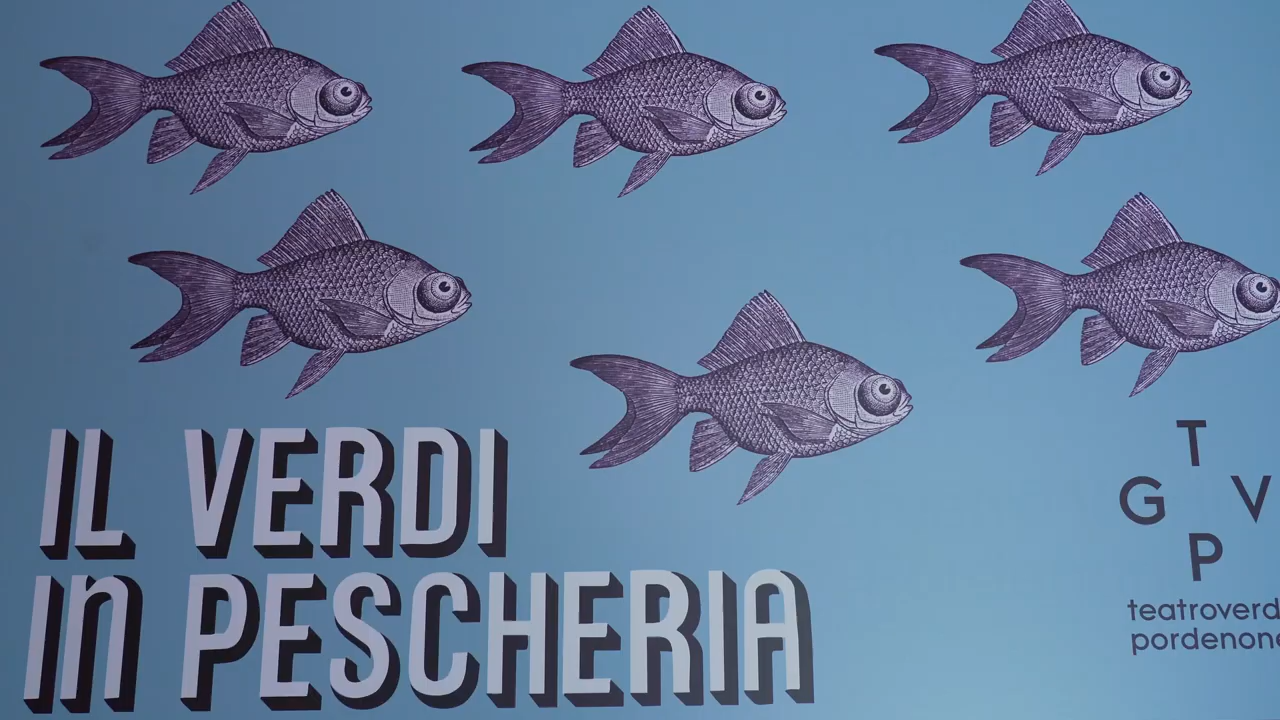 IL VERDI
In PESCHERIA
T
G V
P
teatroverd
pordenone